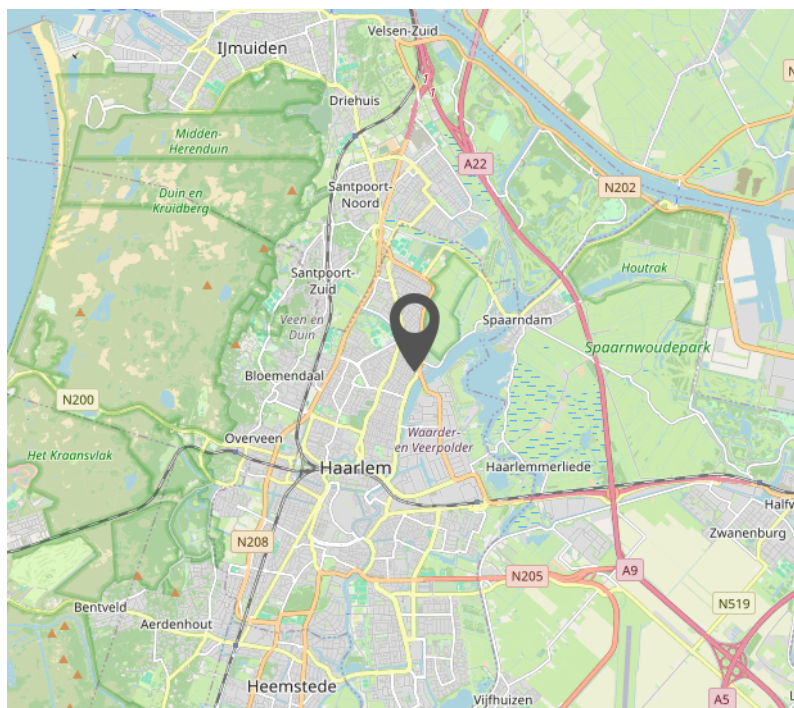 IJmuiden
Velsen-Zuid
Driehuis
Midden-
Herenduin
A22
N202
Duin en
Kruidberg
Santpoort-
Noord
Houtrak
Santpoort-
Zuid
Veen en
Duin
Spaarndam
Spaarnwoudepark
Bloemendaal
N200
Overveen
Waarder-
en Veerpolder
Het Kraansvlak
Haarlem
Haarlemmerliede
Halfw
Zwanenburg
N208
A9
N205
N519
Bentveld
Aerdenhout
Heemstede
Vijfhuizen
A5